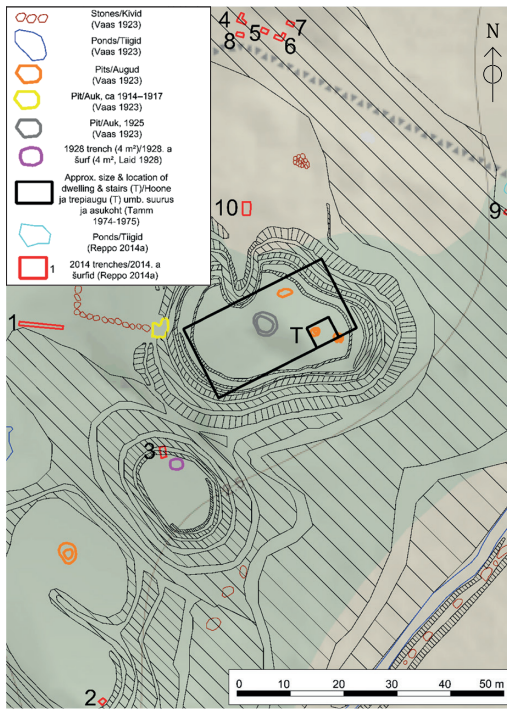 Stones/Kivid
(Vaas 1923)
Ponds/Tiigid
(Vaas 1923)
Pits/Augud
(Vaas 1923)
Pit/Auk, ca 1914–1917
(Vaas 1923)
Pit/Auk, 1925
(Vaas 1923)
1928 trench (4 m²)/1928. a
šurf (4 m², Laid 1928)
Approx. size & location of
dwelling & stairs (T)/Hoone
ja trepiaugu (T) umb. suurus
ja asukoht (Tamm
1974-1975)
Ponds/Tiigid
(Reppo 2014a)
1
2014 trenches/2014. a
šurfid (Reppo 2014a)
4
8
5
6
7
N
10
9
1
T
3
2
0 10 20 30 40 50 m